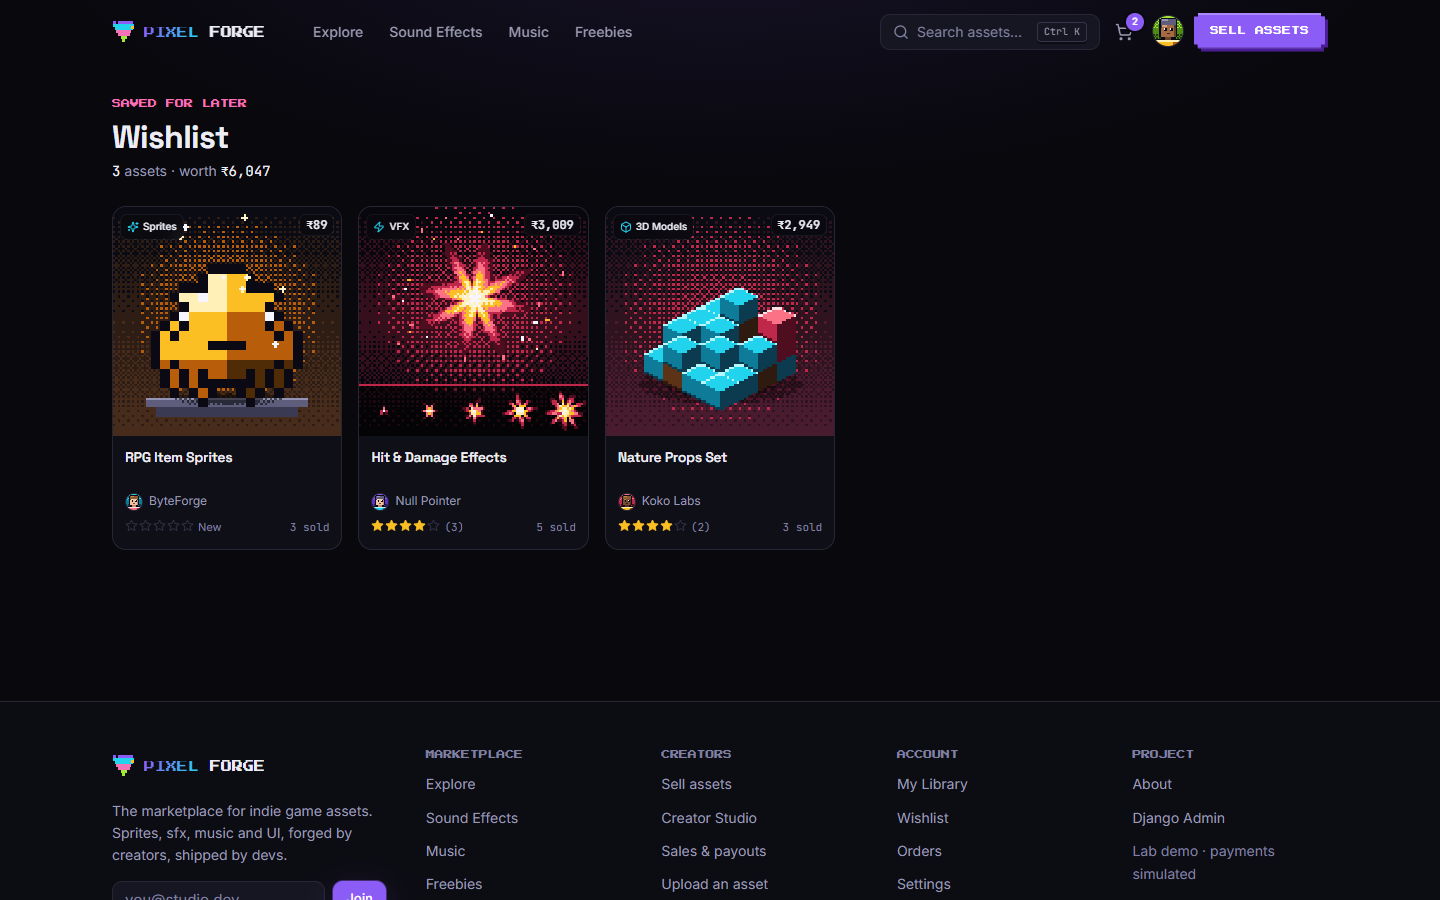 PIXEL FORGE
Explore
Sound Effects
Music
Freebies
Search assets...
Ctrl K
2
SELL ASSETS
SAVED FOR LATER
Wishlist
3 assets · worth ₹6,047
Sprites
₹89
VFX
₹3,009
3D Models
₹2,949
RPG Item Sprites
Hit & Damage Effects
Nature Props Set
ByteForge
Null Pointer
Koko Labs
New
3 sold
(3)
5 sold
(2)
3 sold
PIXEL FORGE
The marketplace for indie game assets.
Sprites, sfx, music and UI, forged by
creators, shipped by devs.
you@studio.dev
Join
MARKETPLACE
Explore
Sound Effects
Music
Freebies
CREATORS
Sell assets
Creator Studio
Sales & payouts
Upload an asset
ACCOUNT
My Library
Wishlist
Orders
Settings
PROJECT
About
Django Admin
Lab demo · payments
simulated